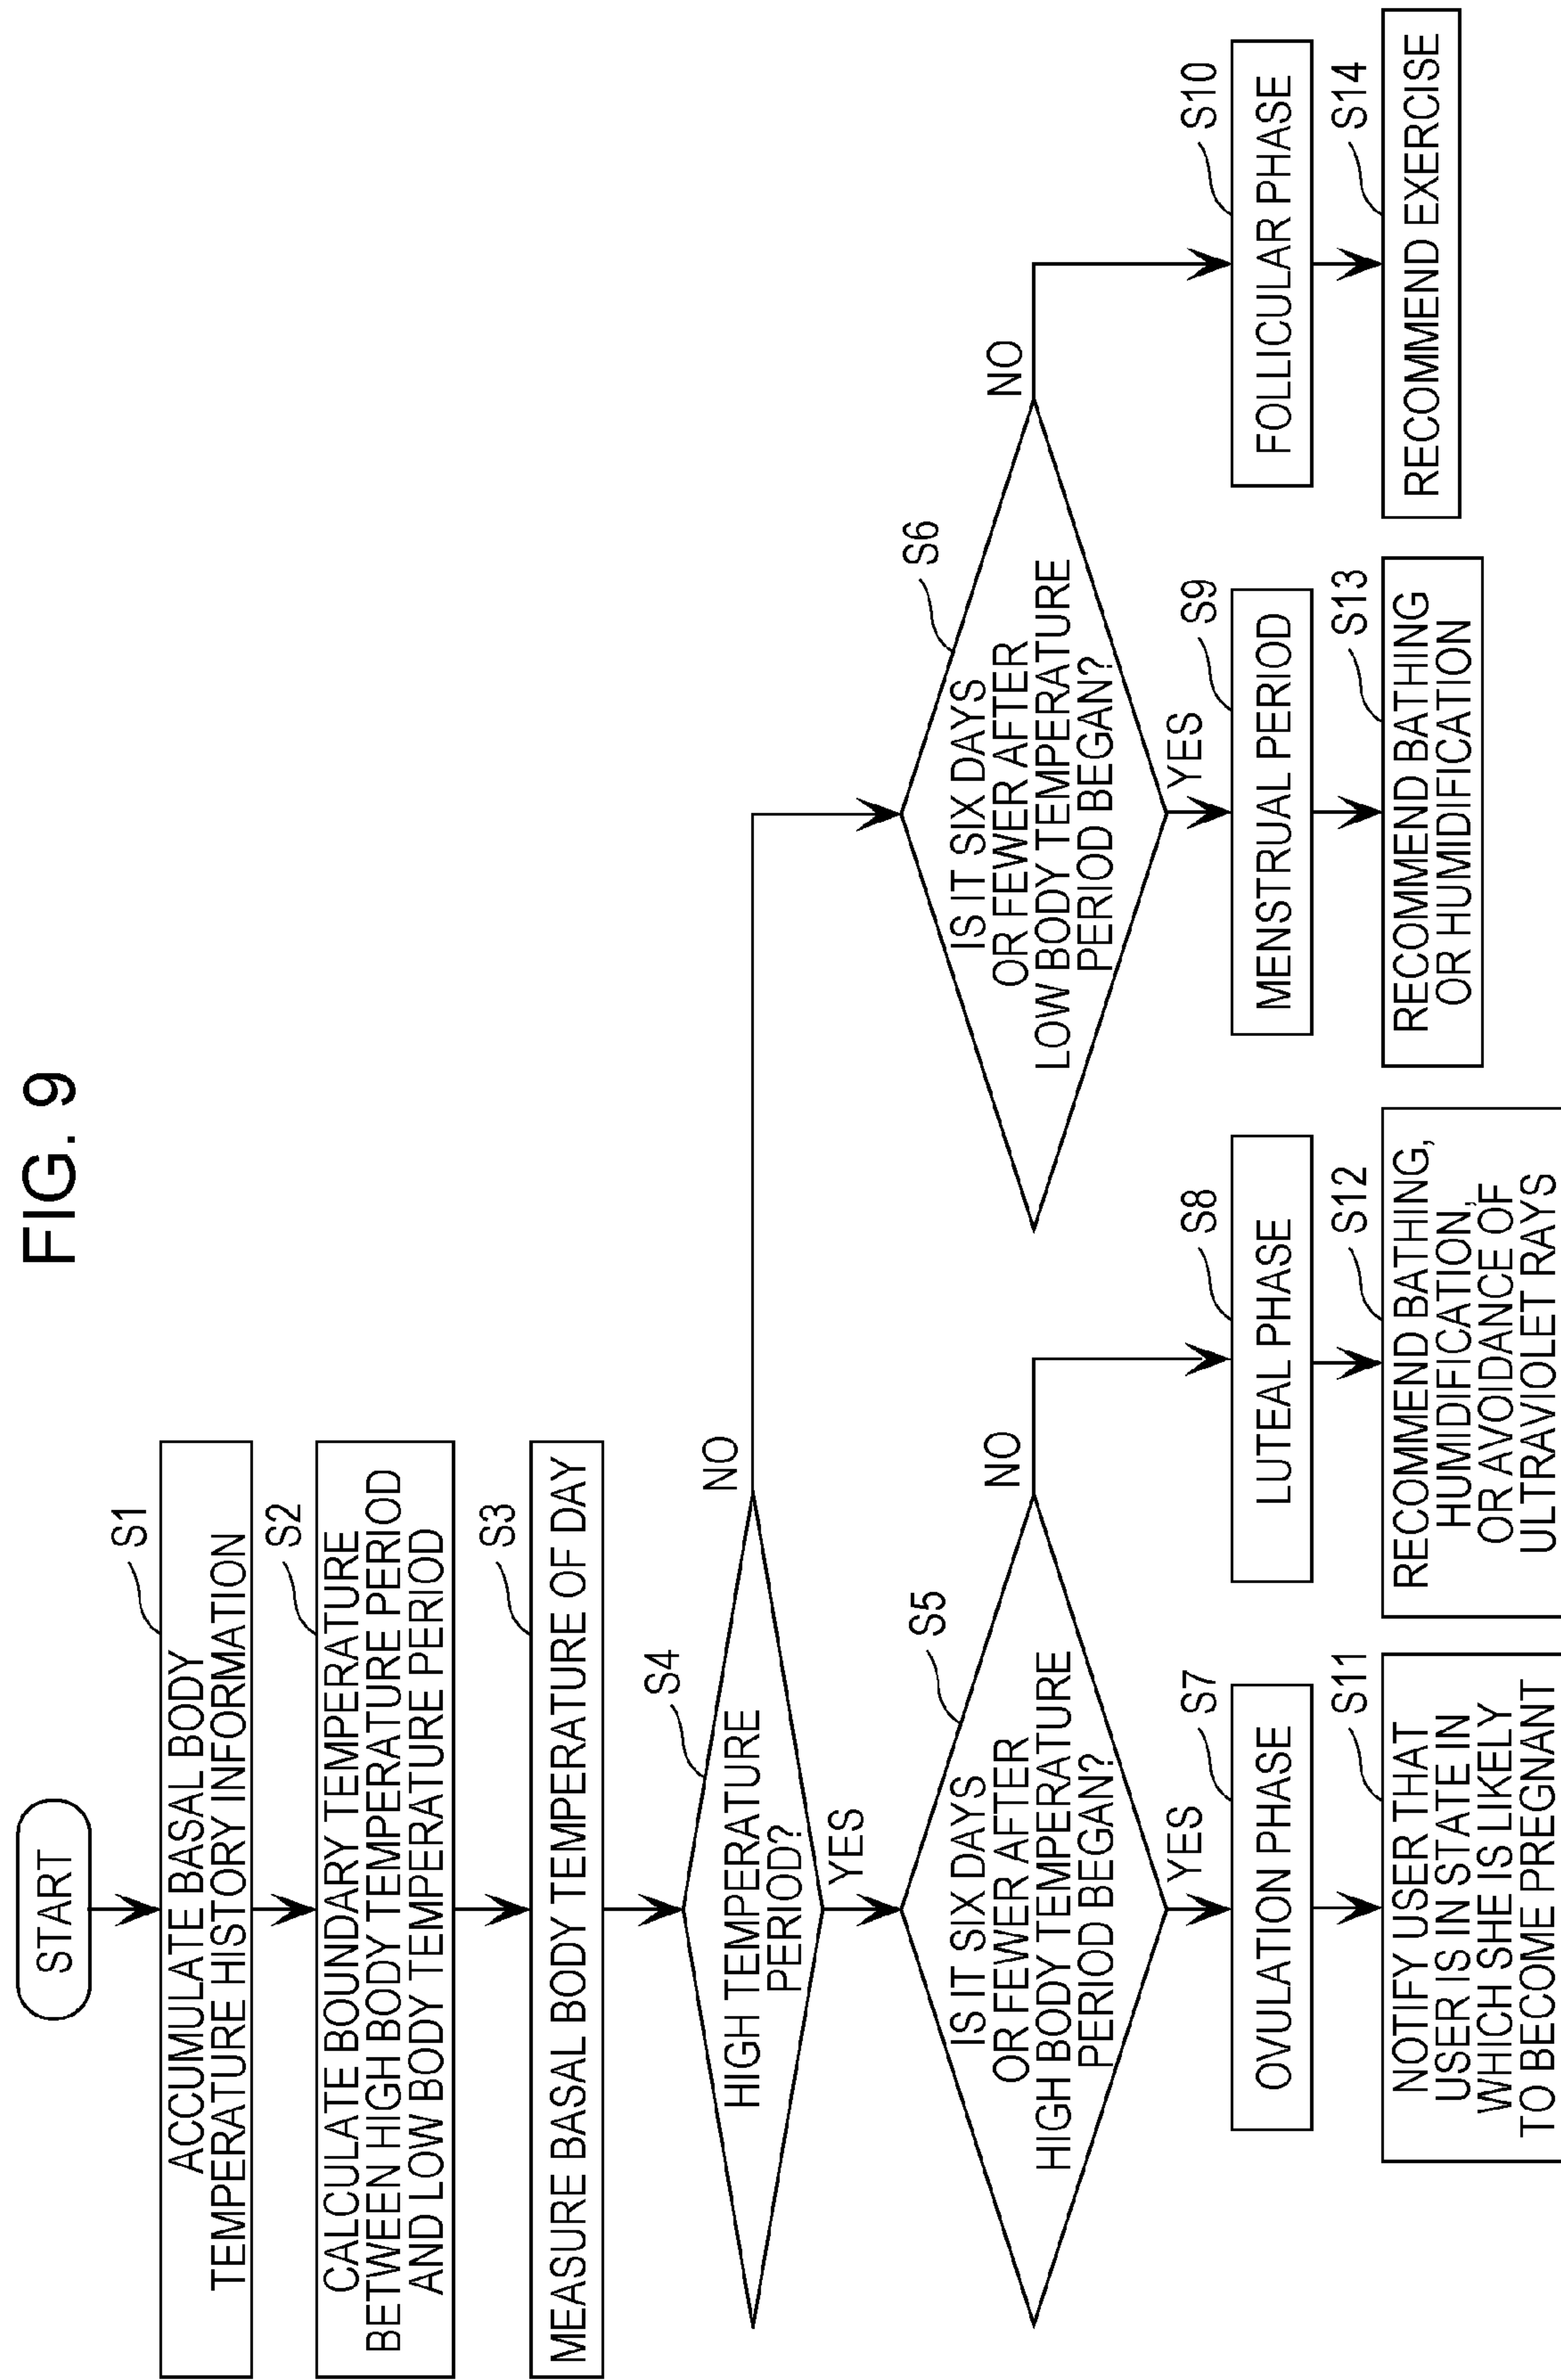 FIG. 9
START
S1
ACCUMULATE BASAL BODY
TEMPERATURE HISTORY INFORMATION
S2
CALCULATE BOUNDARY TEMPERATURE
BETWEEN HIGH BODY TEMPERATURE PERIOD
AND LOW BODY TEMPERATURE PERIOD
S3
MEASURE BASAL BODY TEMPERATURE OF DAY
S4
HIGH TEMPERATURE
PERIOD?
NO
YES
S5
IS IT SIX DAYS
OR FEWER AFTER
HIGH BODY TEMPERATURE
PERIOD BEGAN?
NO
YES
S6
IS IT SIX DAYS
OR FEWER AFTER
LOW BODY TEMPERATURE
PERIOD BEGAN?
NO
YES
S7
OVULATION PHASE
S8
LUTEAL PHASE
S9
MENSTRUAL PERIOD
S10
FOLLICULAR PHASE
S11
NOTIFY USER THAT
USER IS IN STATE IN
WHICH SHE IS LIKELY
TO BECOME PREGNANT
S12
RECOMMEND BATHING,
HUMIDIFICATION,
OR AVOIDANCE OF
ULTRAVIOLET RAYS
S13
RECOMMEND BATHING
OR HUMIDIFICATION
S14
RECOMMEND EXERCISE